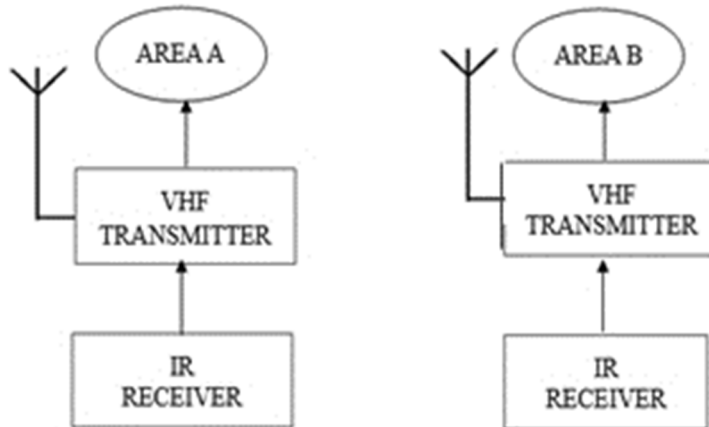 AREA A
VHF
TRANSMITTER
IR
RECEIVER
AREA B
VHF
TRANSMITTER
IR
RECEIVER